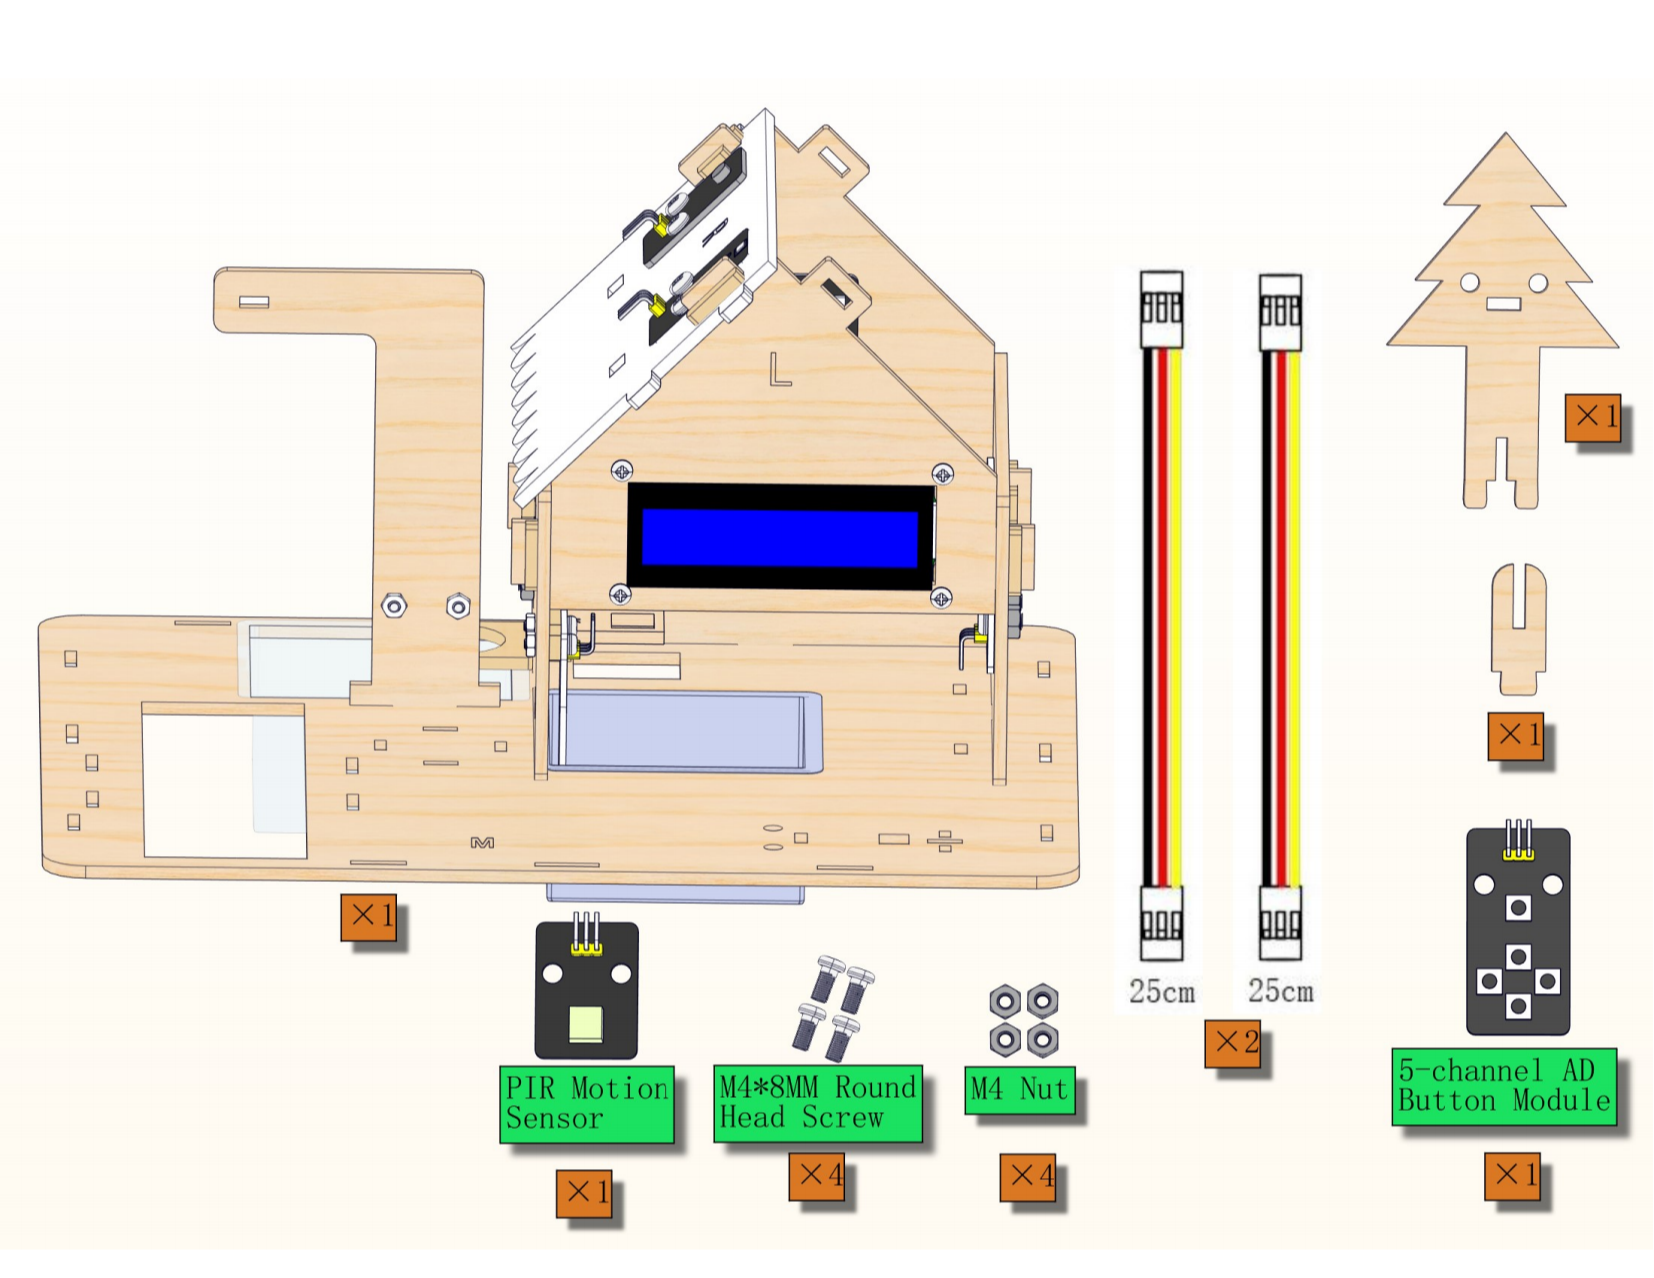 L
M
×1
×1
×1
25cm 25cm
×2
PIR Motion
Sensor
×1
M4*8MM Round
Head Screw
×4
M4 Nut
×4
5-channel AD
Button Module
×1